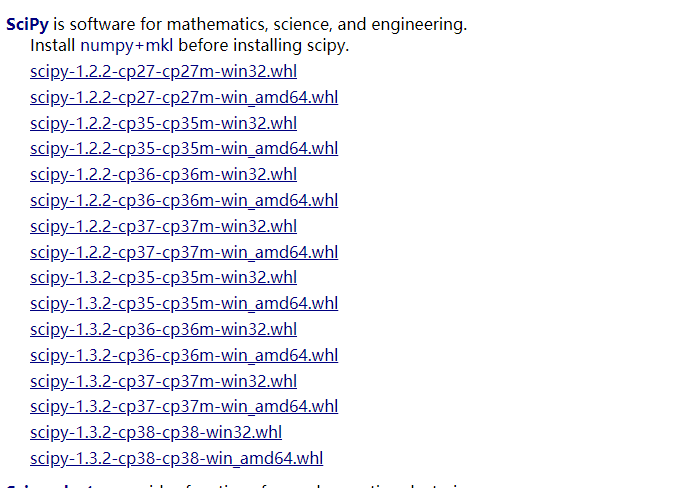 SciPy is software for mathematics, science, and engineering.
Install numpy+mkl before installing scipy.
scipy-1.2.2-cp27-cp27m-win32.whl
scipy-1.2.2-cp27-cp27m-win_amd64.whl
scipy-1.2.2-cp35-cp35m-win32.whl
scipy-1.2.2-cp35-cp35m-win_amd64.whl
scipy-1.2.2-cp36-cp36m-win32.whl
scipy-1.2.2-cp36-cp36m-win_amd64.whl
scipy-1.2.2-cp37-cp37m-win32.whl
scipy-1.2.2-cp37-cp37m-win_amd64.whl
scipy-1.3.2-cp35-cp35m-win32.whl
scipy-1.3.2-cp35-cp35m-win_amd64.whl
scipy-1.3.2-cp36-cp36m-win32.whl
scipy-1.3.2-cp36-cp36m-win_amd64.whl
scipy-1.3.2-cp37-cp37m-win32.whl
scipy-1.3.2-cp37-cp37m-win_amd64.whl
scipy-1.3.2-cp38-cp38-win32.whl
scipy-1.3.2-cp38-cp38-win_amd64.whl